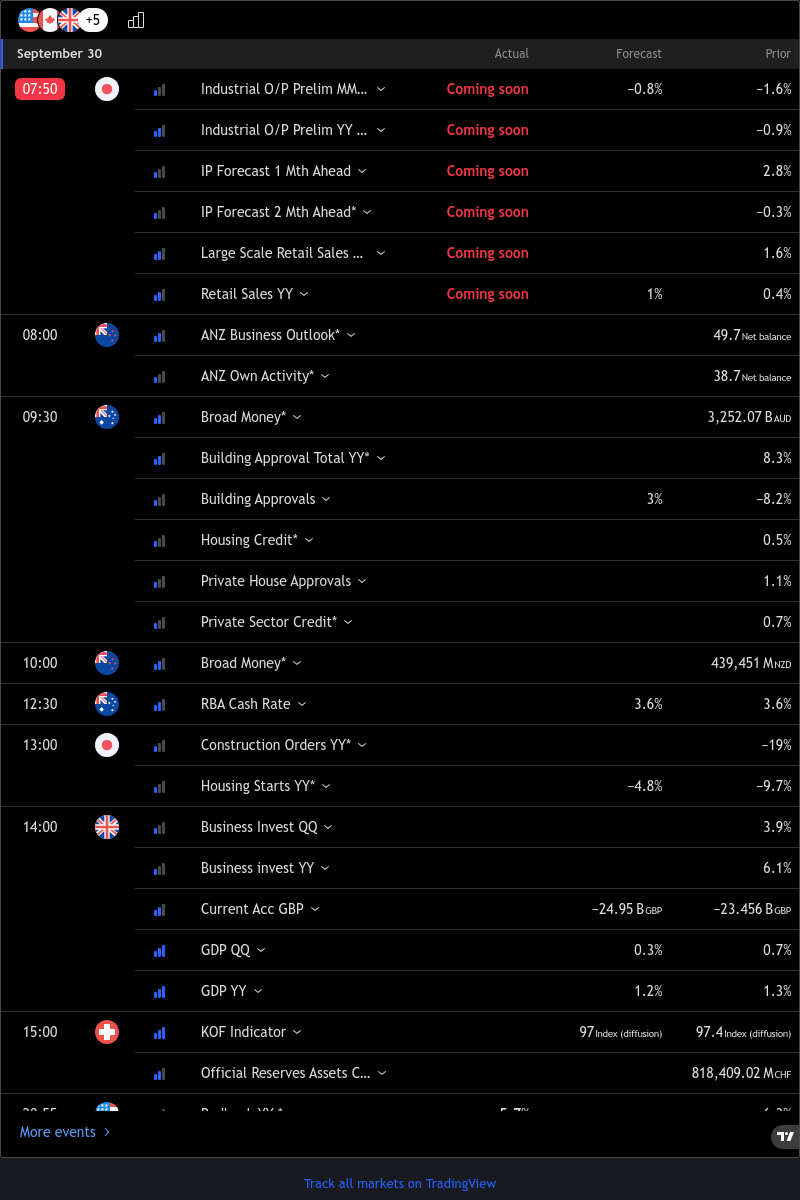 +5
September 30 Actual Forecast Prior
07:50 Industrial O/P Prelim MM... Coming soon −0.8% −1.6%
Industrial O/P Prelim YY ... Coming soon −0.9%
IP Forecast 1 Mth Ahead Coming soon 2.8%
IP Forecast 2 Mth Ahead* Coming soon −0.3%
Large Scale Retail Sales ... Coming soon 1.6%
Retail Sales YY Coming soon 1% 0.4%
08:00 ANZ Business Outlook* 49.7 Net balance
ANZ Own Activity* 38.7 Net balance
09:30 Broad Money* 3,252.07 B AUD
Building Approval Total YY* 8.3%
Building Approvals 3% −8.2%
Housing Credit* 0.5%
Private House Approvals 1.1%
Private Sector Credit* 0.7%
10:00 Broad Money* 439,451 M NZD
12:30 RBA Cash Rate 3.6% 3.6%
13:00 Construction Orders YY* −19%
Housing Starts YY* −4.8% −9.7%
14:00 Business Invest QQ 3.9%
Business invest YY 6.1%
Current Acc GBP −24.95 B GBP −23.456 B GBP
GDP QQ 0.3% 0.7%
GDP YY 1.2% 1.3%
15:00 KOF Indicator 97 Index (diffusion) 97.4 Index (diffusion)
Official Reserves Assets C... 818,409.02 M CHF
More events
Track all markets on TradingView